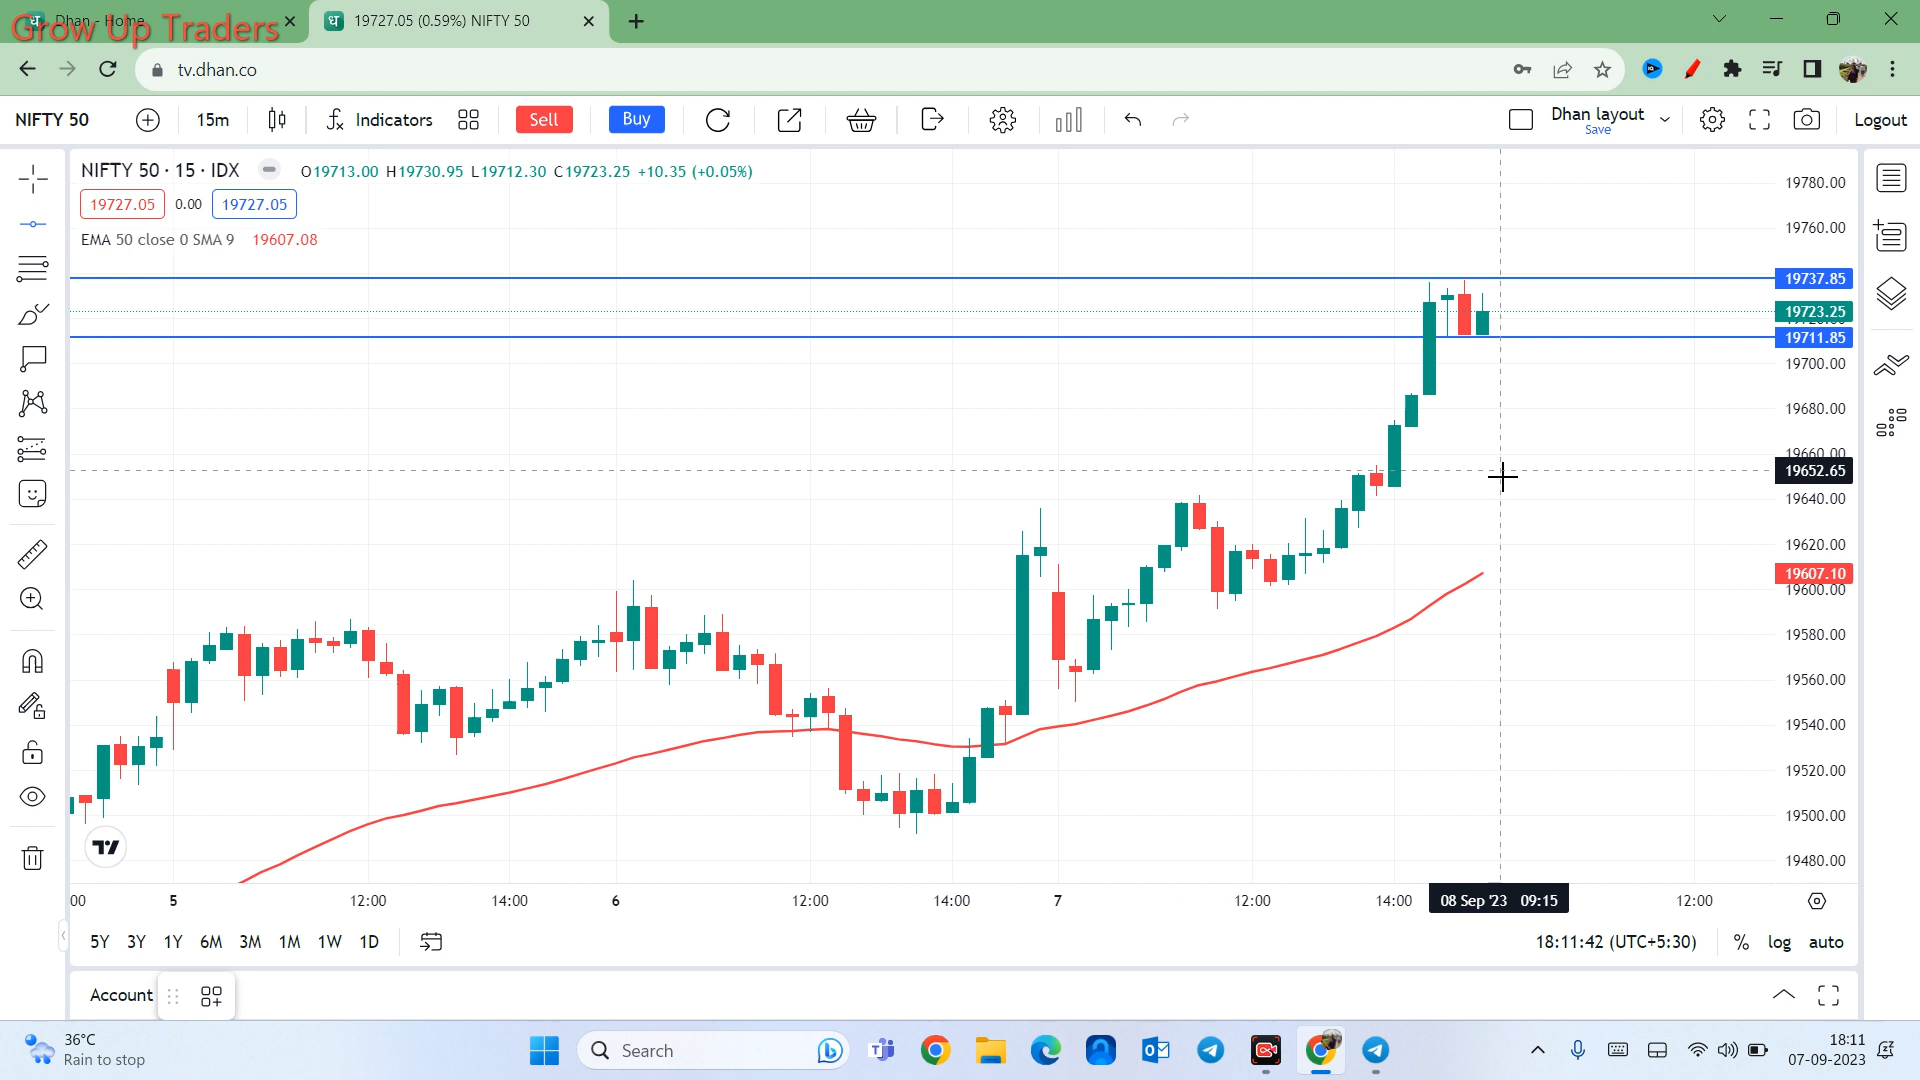 Grow Up Traders
Dhan - Home
19727.05 (0.59%) NIFTY 50
tv.dhan.co
NIFTY 50
15m
Indicators
Sell
Buy
Dhan layout
Save
Logout
NIFTY 50 · 15 · IDX
O19713.00 H19730.95 L19712.30 C19723.25 +10.35 (+0.05%)
19727.05 0.00 19727.05
EMA 50 close 0 SMA 9 19607.08
19780.00
19760.00
19737.85
19723.25
19711.85
19700.00
19680.00
19660.00
19652.65
19640.00
19620.00
19607.10
19600.00
19580.00
19560.00
19540.00
19520.00
19500.00
19480.00
00 5 12:00 14:00 6 12:00 14:00 7 12:00 14:00 08 Sep '23 09:15 12:00
5Y 3Y 1Y 6M 3M 1M 1W 1D
18:11:42 (UTC+5:30) % log auto
Account
36°C
Rain to stop
Search
18:11
07-09-2023